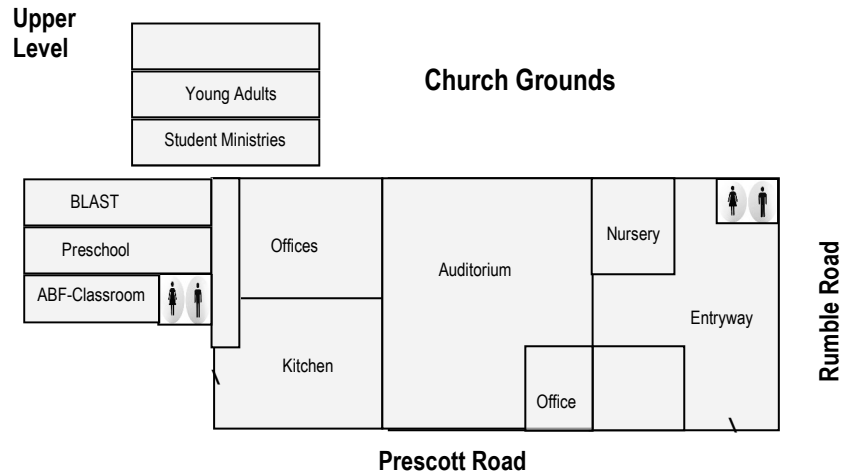 Upper
Level
Church Grounds
Young Adults
Student Ministries
BLAST
Preschool
ABF-Classroom
Offices
Kitchen
Auditorium
Nursery
Entryway
Office
Rumble Road
Prescott Road